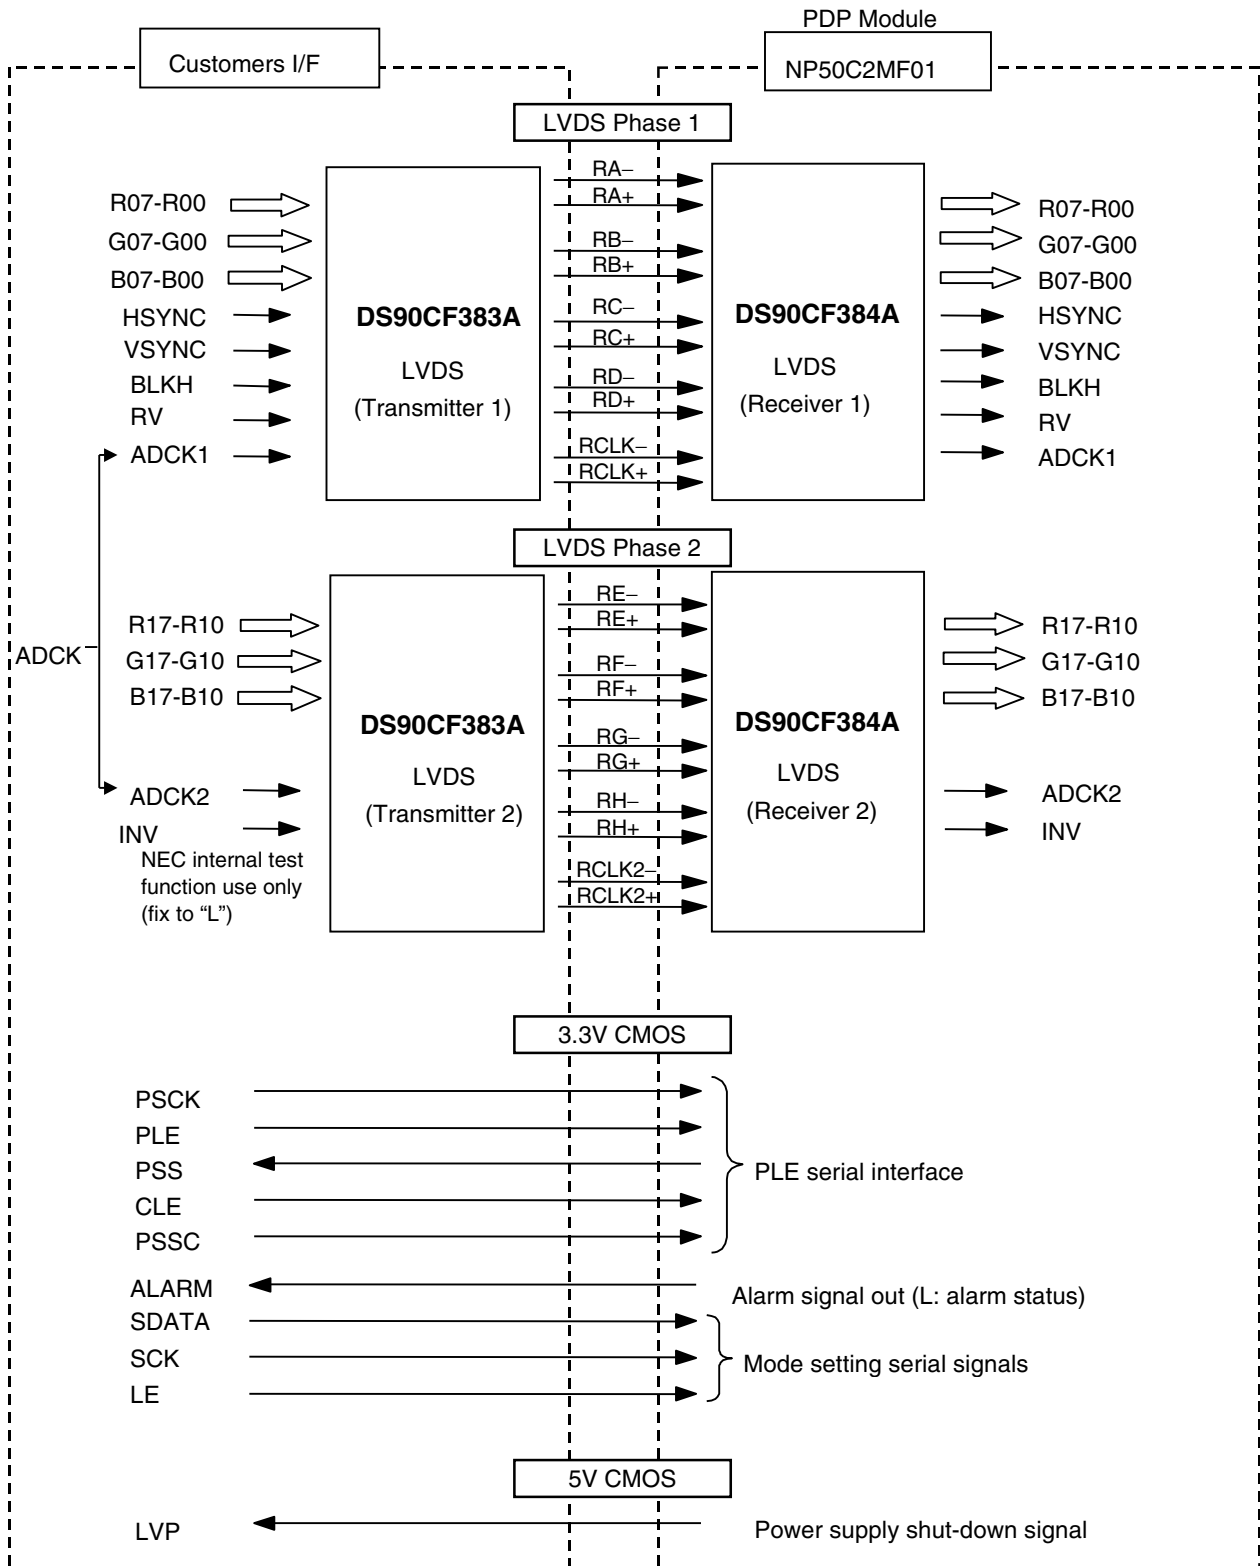 PDP Module
Customers I/F
NP50C2MF01
LVDS Phase 1
R07-R00
G07-G00
B07-B00
HSYNC
VSYNC
BLKH
RV
ADCK1
DS90CF383A
LVDS
(Transmitter 1)
RA−
RA+
RB−
RB+
RC−
RC+
RD−
RD+
RCLK−
RCLK+
DS90CF384A
LVDS
(Receiver 1)
R07-R00
G07-G00
B07-B00
HSYNC
VSYNC
BLKH
RV
ADCK1
LVDS Phase 2
ADCK
R17-R10
G17-G10
B17-B10
ADCK2
INV
NEC internal test
function use only
(fix to “L”)
DS90CF383A
LVDS
(Transmitter 2)
RE−
RE+
RF−
RF+
RG−
RG+
RH−
RH+
RCLK2−
RCLK2+
DS90CF384A
LVDS
(Receiver 2)
R17-R10
G17-G10
B17-B10
ADCK2
INV
3.3V CMOS
PSCK
PLE
PSS
CLE
PSSC
PLE serial interface
ALARM
Alarm signal out (L: alarm status)
SDATA
SCK
LE
Mode setting serial signals
5V CMOS
LVP
Power supply shut-down signal